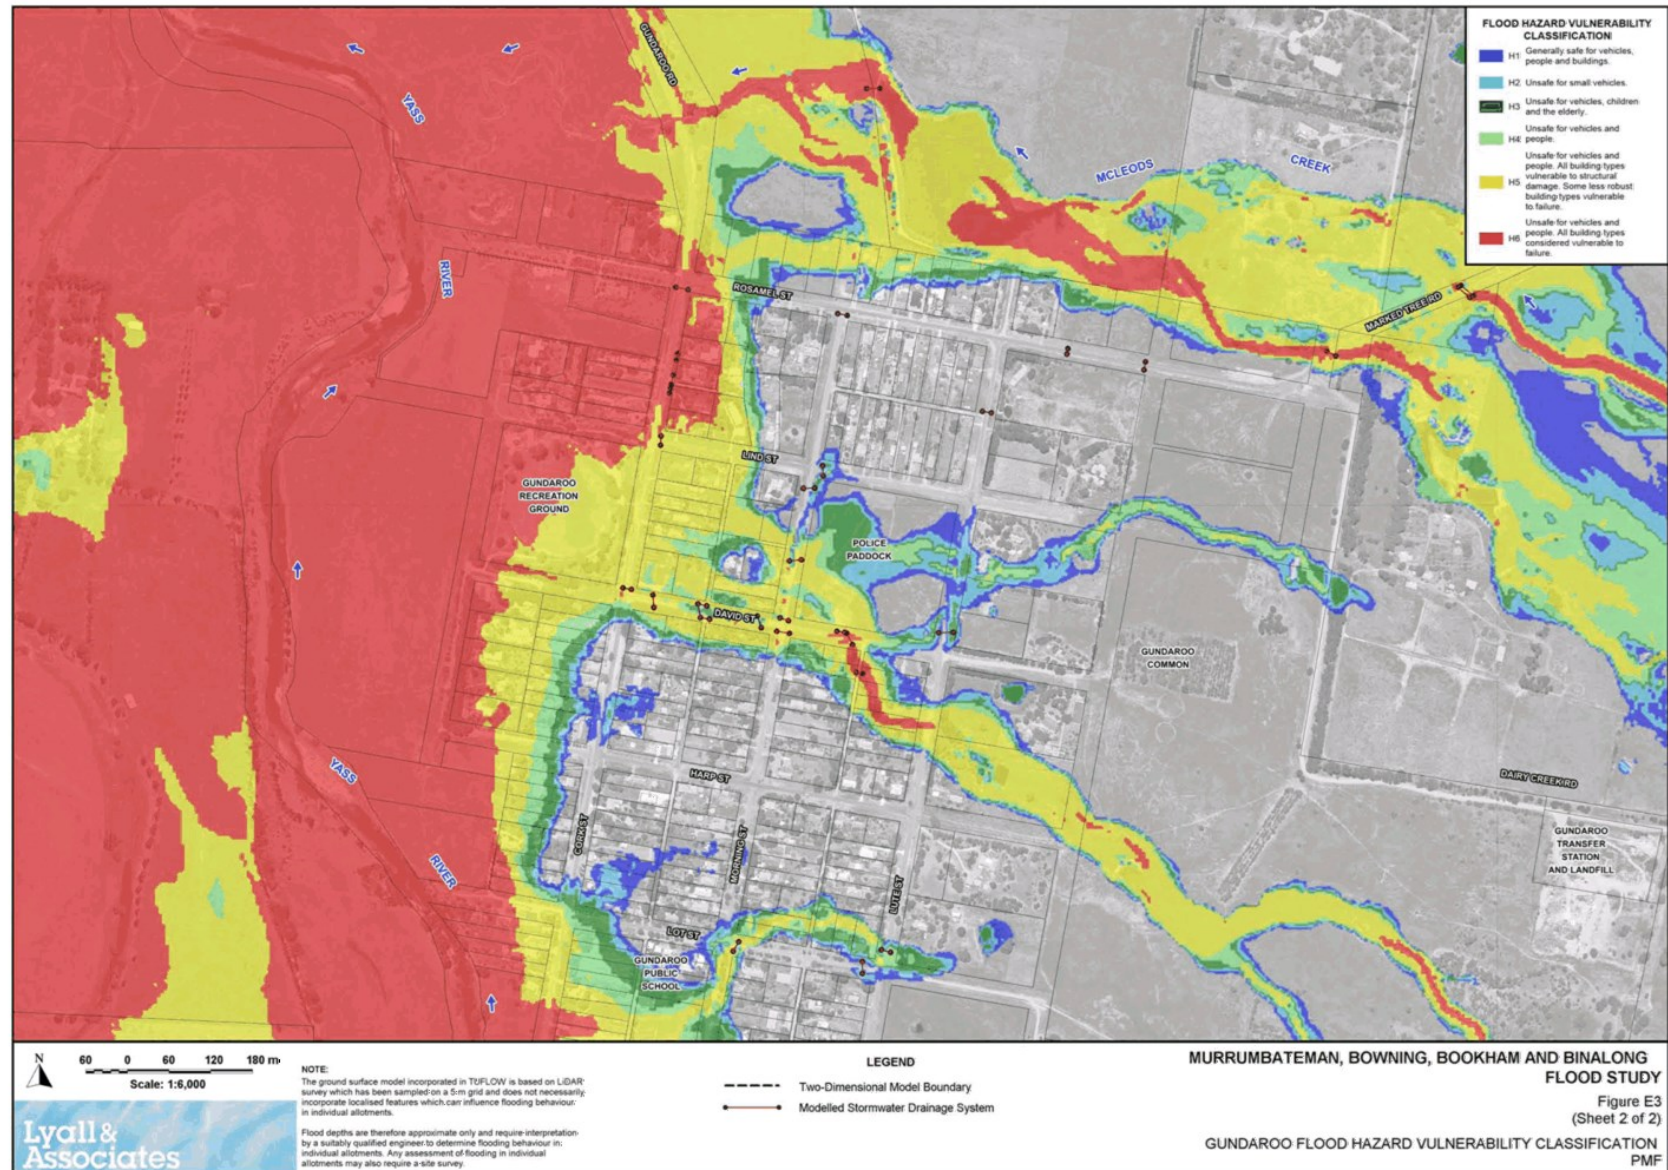 FLOOD HAZARD VULNERABILITY
CLASSIFICATION
H1 Generally safe for vehicles,
people and buildings.
H2 Unsafe for small vehicles.
H3 Unsafe for vehicles, children
and the elderly.
H4 Unsafe for vehicles and
people.
H5 Unsafe for vehicles and
people. All building types
vulnerable to structural
damage. Some less robust
building types vulnerable
to failure.
H6 Unsafe for vehicles and
people. All building types
considered vulnerable to
failure.
GUNDAROO RD
YASS
RIVER
MCLEODS
CREEK
ROSAMEL ST
MARKED TREE RD
LIND ST
GUNDAROO
RECREATION
GROUND
POLICE
PADDOCK
DAVID ST
GUNDAROO
COMMON
YASS
RIVER
HARP ST
CORK ST
MORNING ST
LUTE ST
DAIRY CREEK RD
GUNDAROO
TRANSFER
STATION
AND LANDFILL
LOT ST
GUNDAROO
PUBLIC
SCHOOL
N
60 0 60 120 180 m
Scale: 1:6,000
Lyall &
Associates
NOTE:
The ground surface model incorporated in TUFLOW is based on LiDAR
survey which has been sampled on a 5 m grid and does not necessarily
incorporate localised features which can influence flooding behaviour
in individual allotments.
Flood depths are therefore approximate only and require interpretation
by a suitably qualified engineer to determine flooding behaviour in
individual allotments. Any assessment of flooding in individual
allotments may also require a site survey.
LEGEND
Two-Dimensional Model Boundary
Modelled Stormwater Drainage System
MURRUMBATEMAN, BOWNING, BOOKHAM AND BINALONG
FLOOD STUDY
Figure E3
(Sheet 2 of 2)
GUNDAROO FLOOD HAZARD VULNERABILITY CLASSIFICATION
PMF